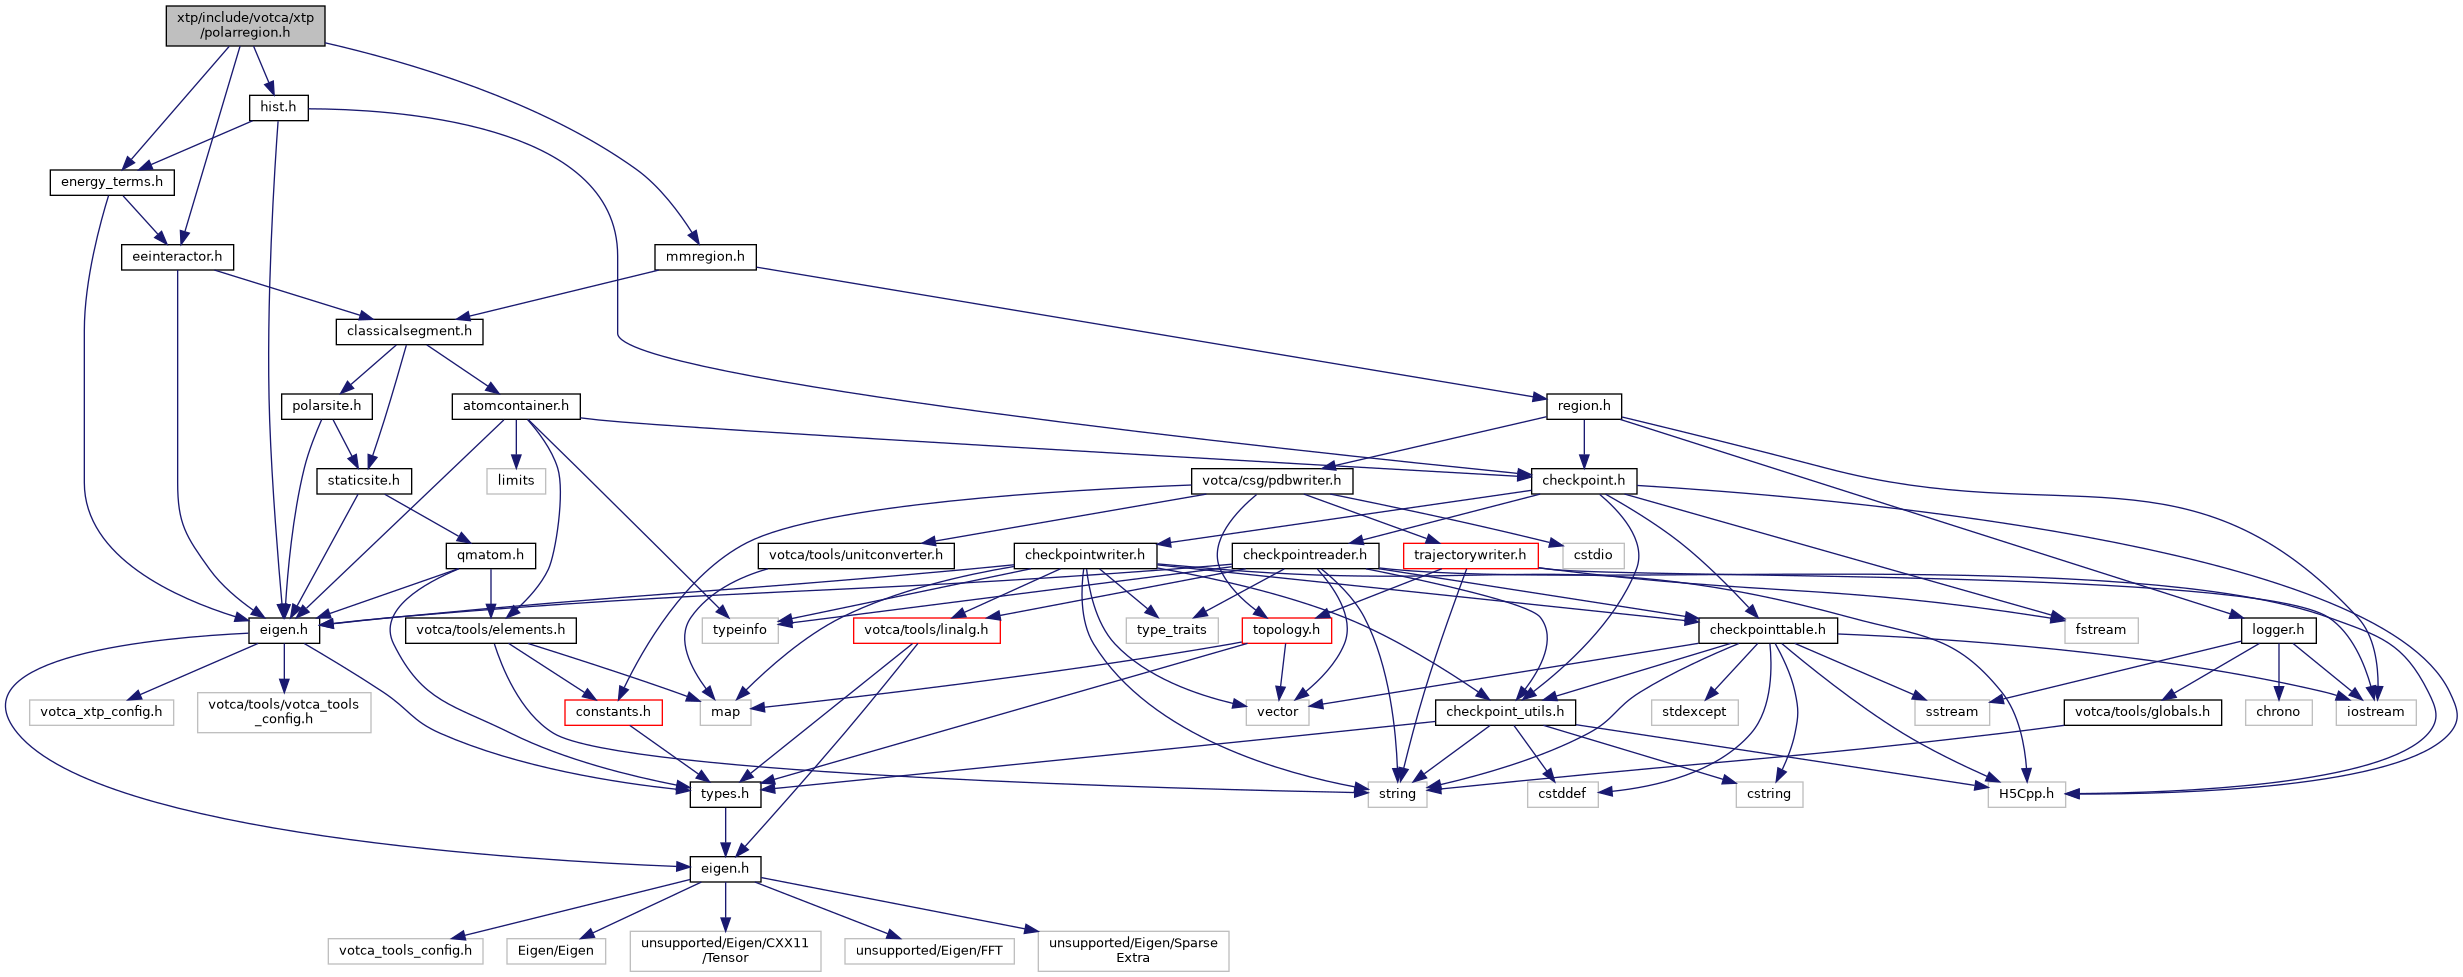 xtp/include/votca/xtp
/polarregion.h
hist.h
energy_terms.h
eeinteractor.h
mmregion.h
classicalsegment.h
polarsite.h
atomcontainer.h
region.h
staticsite.h
limits
votca/csg/pdbwriter.h
checkpoint.h
qmatom.h
votca/tools/unitconverter.h
checkpointwriter.h
checkpointreader.h
trajectorywriter.h
cstdio
eigen.h
votca/tools/elements.h
typeinfo
votca/tools/linalg.h
type_traits
topology.h
checkpointtable.h
fstream
logger.h
votca_xtp_config.h
votca/tools/votca_tools
_config.h
constants.h
map
vector
checkpoint_utils.h
stdexcept
sstream
votca/tools/globals.h
chrono
iostream
types.h
string
cstddef
cstring
H5Cpp.h
eigen.h
votca_tools_config.h
Eigen/Eigen
unsupported/Eigen/CXX11
/Tensor
unsupported/Eigen/FFT
unsupported/Eigen/Sparse
Extra